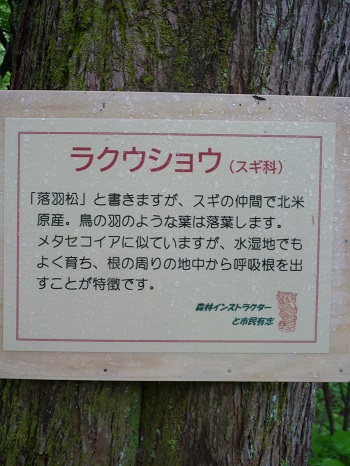 ラクウショウ（スギ科）
「落羽松」と書きますが、スギの仲間で北米
原産。鳥の羽のような葉は落葉します。
メタセコイアに似ていますが、水湿地でも
よく育ち、根の周りの地中から呼吸根を出
すことが特徴です。
森林インストラクター
と市民有志